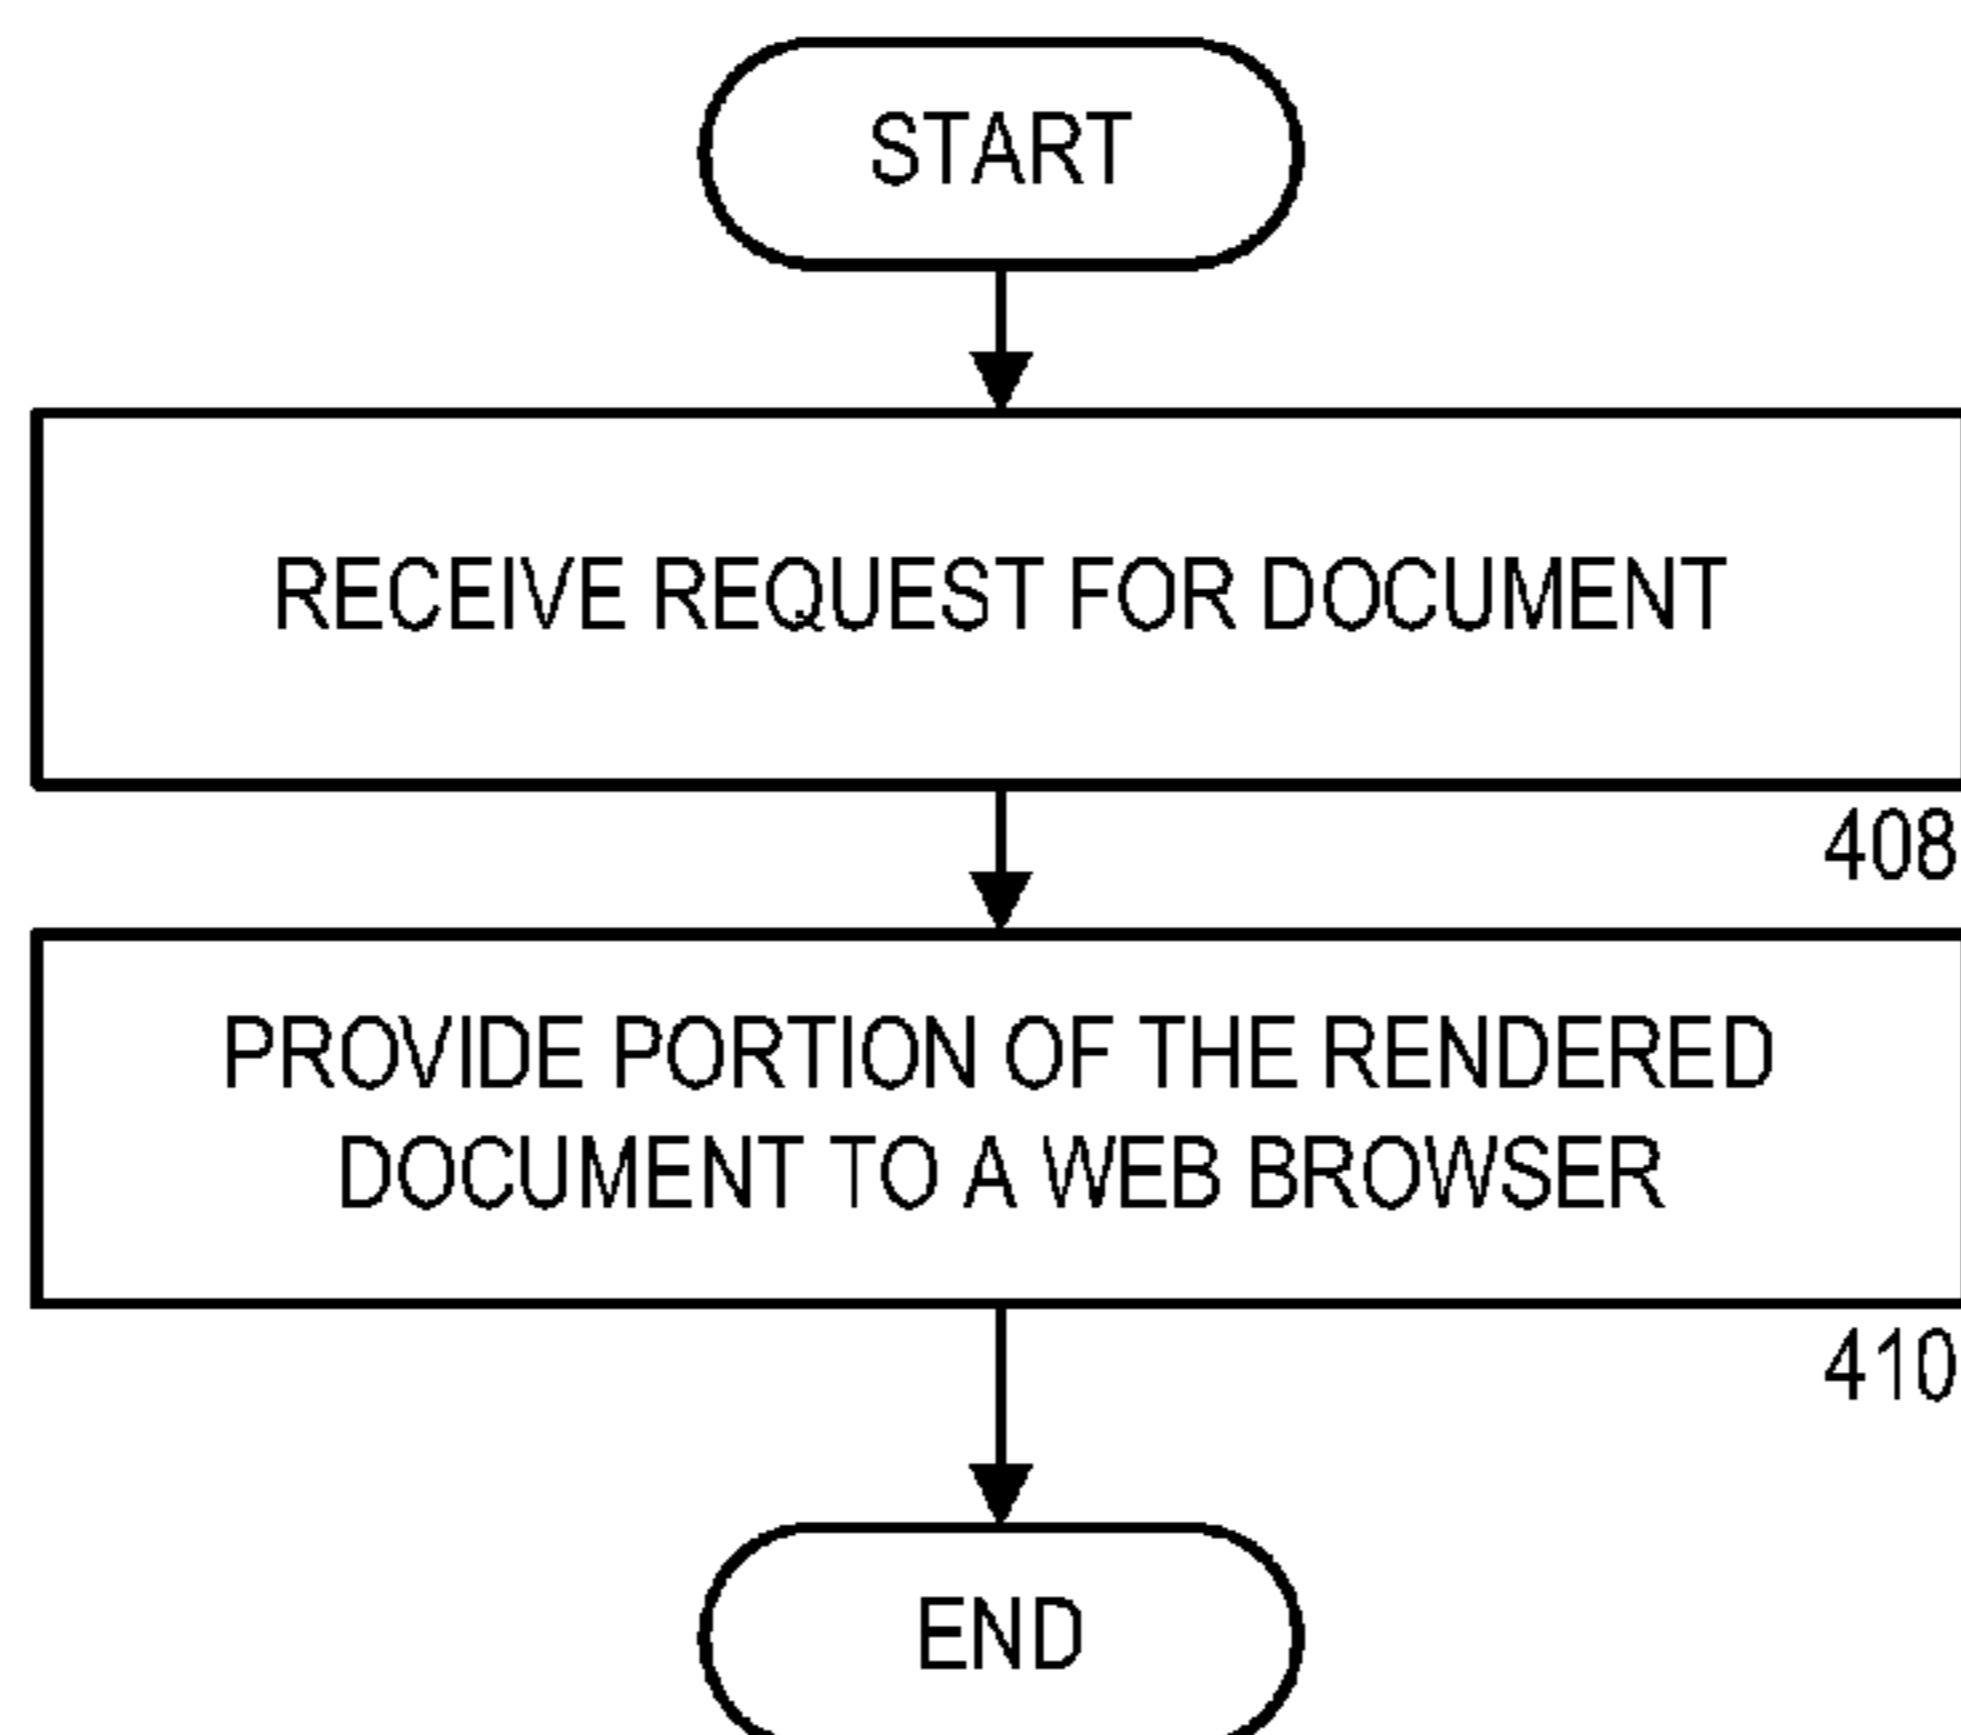 START
RECEIVE REQUEST FOR DOCUMENT
408
PROVIDE PORTION OF THE RENDERED
DOCUMENT TO A WEB BROWSER
410
END